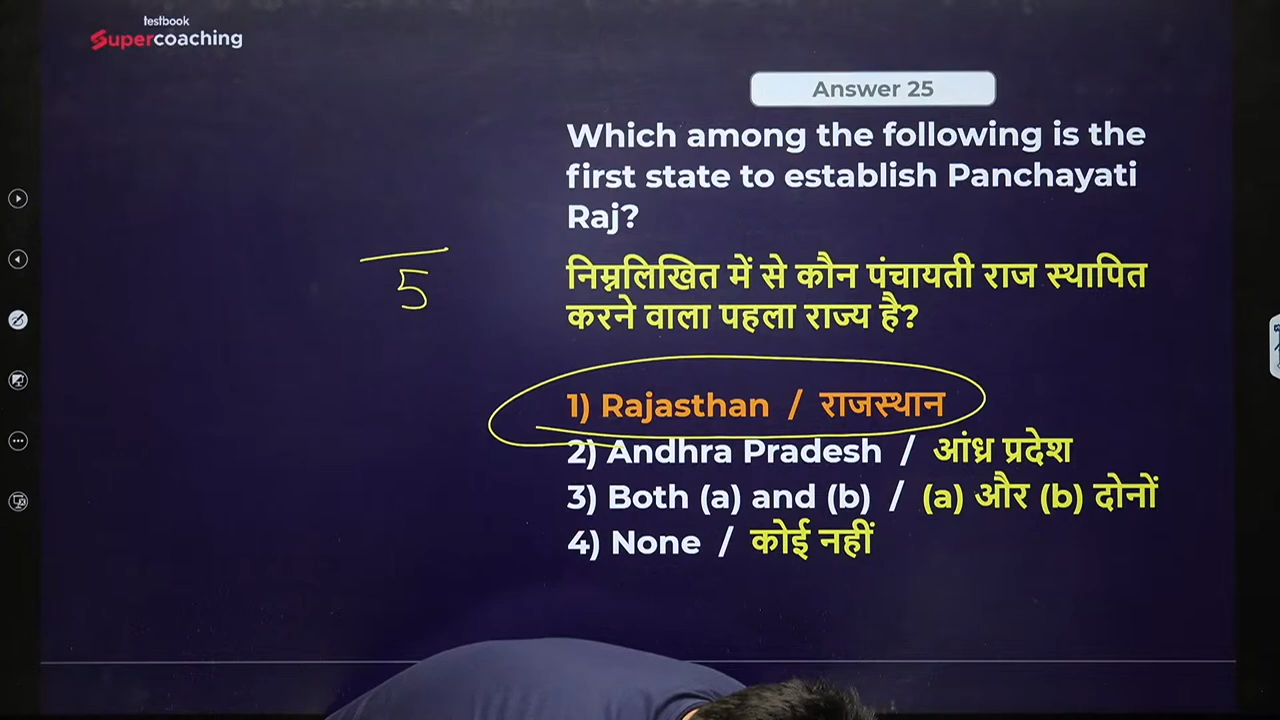 testbook
Supercoaching
Answer 25
Which among the following is the
first state to establish Panchayati
Raj?
निम्नलिखित में से कौन पंचायती राज स्थापित
करने वाला पहला राज्य है?
5
1) Rajasthan / राजस्थान
2) Andhra Pradesh / आंध्र प्रदेश
3) Both (a) and (b) / (a) और (b) दोनों
4) None / कोई नहीं